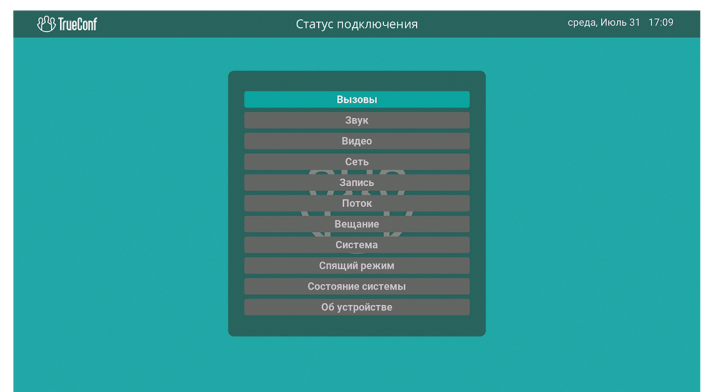 TrueConf
Статус подключения
среда, Июль 31 17:09
Вызовы
Звук
Видео
Сеть
Запись
Поток
Вещание
Система
Спящий режим
Состояние системы
Об устройстве